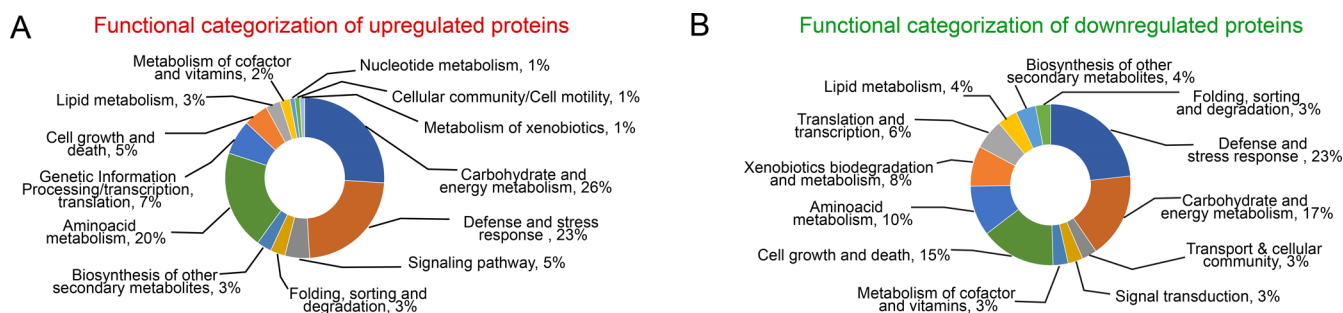 A
Functional categorization of upregulated proteins
Metabolism of cofactor
and vitamins, 2%
Nucleotide metabolism, 1%
Lipid metabolism, 3%
Cellular community/Cell motility, 1%
Cell growth and
death, 5%
Metabolism of xenobiotics, 1%
Genetic Information
Processing/transcription,
translation, 7%
Carbohydrate and
energy metabolism, 26%
Aminoacid
metabolism, 20%
Defense and stress
response , 23%
Biosynthesis of other
secondary metabolites, 3%
Signaling pathway, 5%
Folding, sorting and
degradation, 3%
B
Functional categorization of downregulated proteins
Biosynthesis of other
secondary metabolites, 4%
Lipid metabolism, 4%
Folding, sorting
and degradation, 3%
Translation and
transcription, 6%
Defense and
stress response , 23%
Xenobiotics biodegradation
and metabolism, 8%
Carbohydrate and
energy metabolism, 17%
Aminoacid
metabolism, 10%
Cell growth and death, 15%
Transport & cellular
community, 3%
Metabolism of cofactor
and vitamins, 3%
Signal transduction, 3%